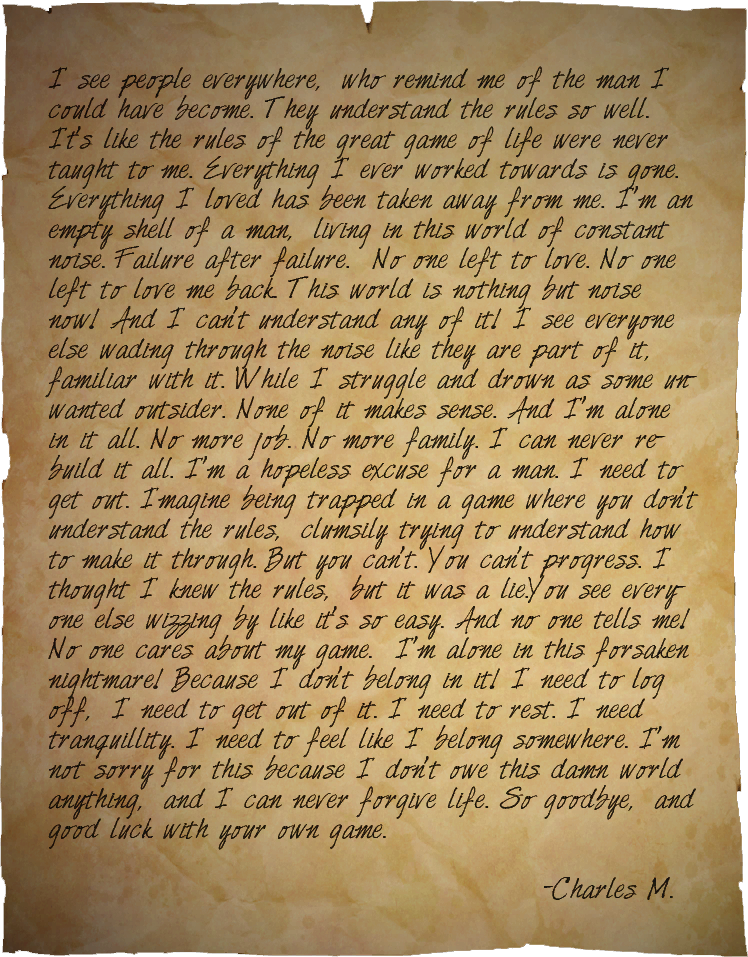 I see people everywhere, who remind me of the man I
could have become. They understand the rules so well.
It's like the rules of the great game of life were never
taught to me. Everything I ever worked towards is gone.
Everything I loved has been taken away from me. I'm an
empty shell of a man, living in this world of constant
noise. Failure after failure. No one left to love. No one
left to love me back. This world is nothing but noise
now! And I can't understand any of it! I see everyone
else wading through the noise like they are part of it,
familiar with it. While I struggle and drown as some un-
wanted outsider. None of it makes sense. And I'm alone
in it all. No more job. No more family. I can never re-
build it all. I'm a hopeless excuse for a man. I need to
get out. Imagine being trapped in a game where you don't
understand the rules, clumsily trying to understand how
to make it through. But you can't. You can't progress. I
thought I knew the rules, but it was a lie.You see every-
one else wizzing by like it's so easy. And no one tells me!
No one cares about my game. I'm alone in this forsaken
nightmare! Because I don't belong in it! I need to log
off, I need to get out of it. I need to rest. I need
tranquillity. I need to feel like I belong somewhere. I'm
not sorry for this because I don't owe this damn world
anything, and I can never forgive life. So goodbye, and
good luck with your own game.
-Charles M.